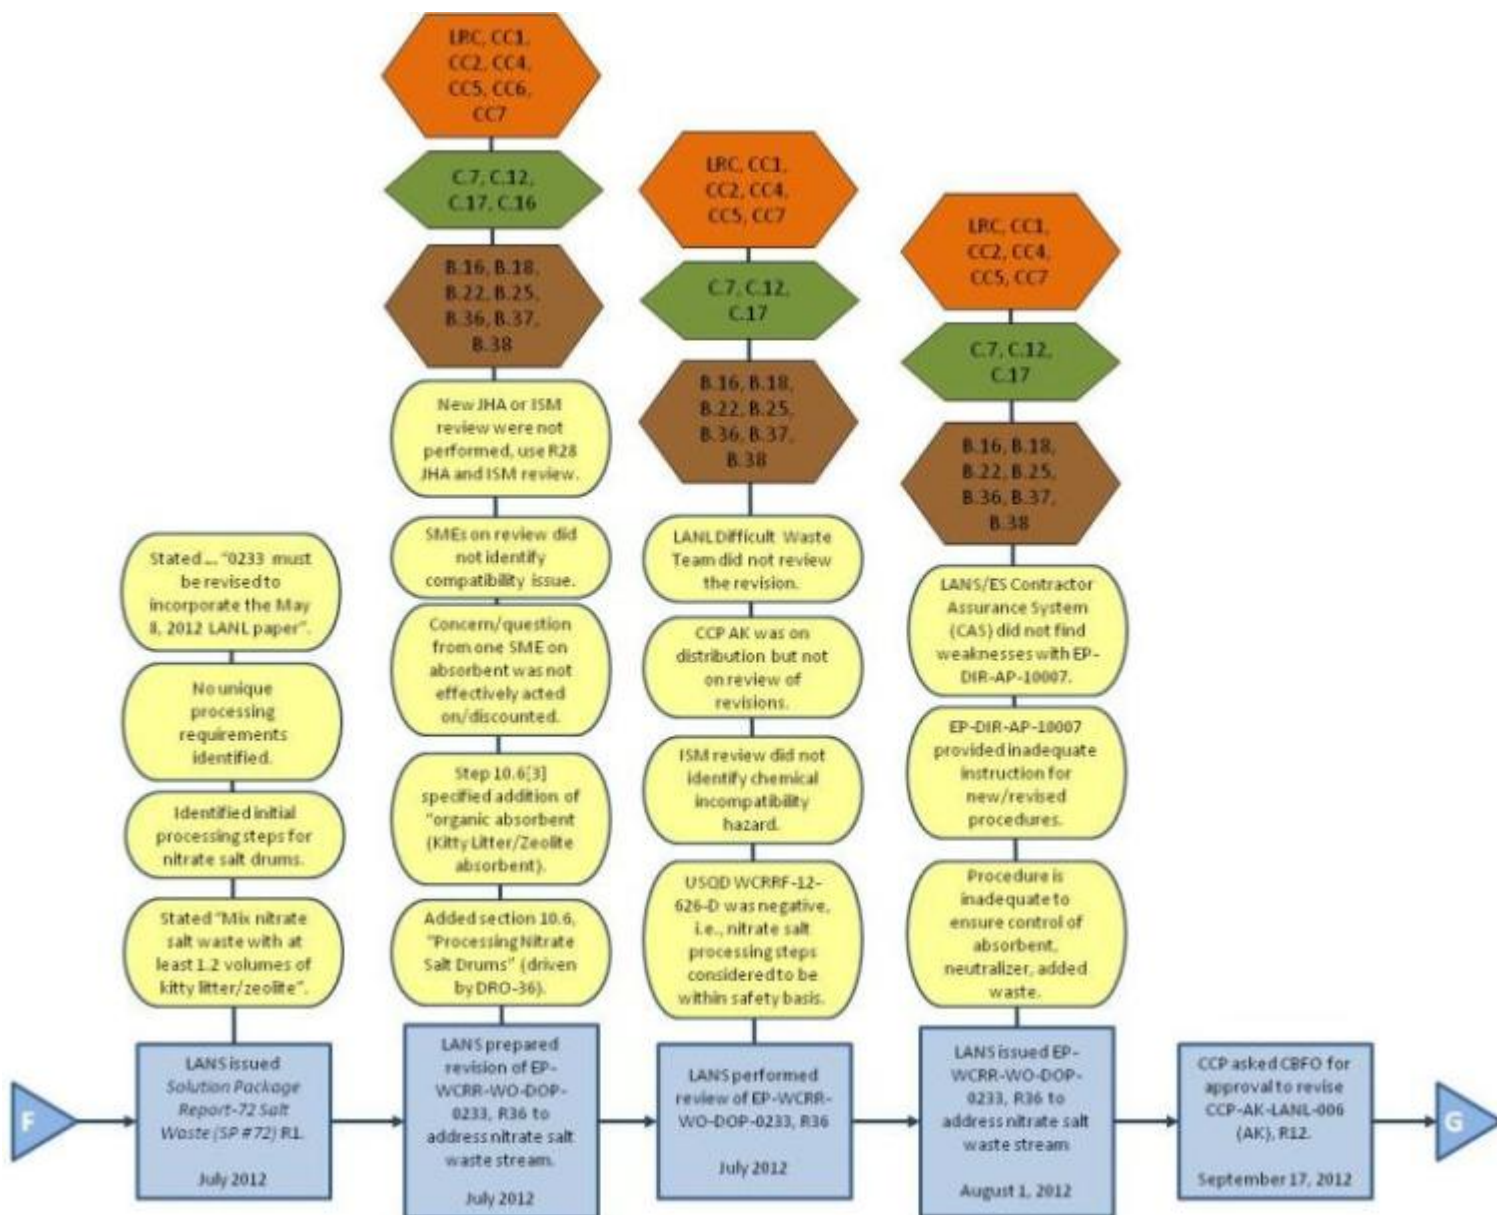 LRC, CC1,
CC2, CC4,
CC5, CC6,
CC7
C.7, C.12,
C.17, C.16
B.16, B.18,
B.22, B.25,
B.36, B.37,
B.38
New JHA or ISM
review were not
performed, use R28
JHA and ISM review.
SMEs on review did
not identify
compatibility issue.
Concern/question
from one SME on
absorbent was not
effectively acted
on/discounted.
Step 10.6[3]
specified addition of
"organic absorbent
(Kitty Litter/Zeolite
absorbent).
Added section 10.6,
"Processing Nitrate
Salt Drums" (driven
by DRO-36).
LRC, CC1,
CC2, CC4,
CC5, CC7
C.7, C.12,
C.17
B.16, B.18,
B.22, B.25,
B.36, B.37,
B.38
LANL Difficult Waste
Team did not review
the revision.
CCP AK was on
distribution but not
on review of
revisions.
ISM review did not
identify chemical
incompatibility
hazard.
USQD WCRRF-12-
626-D was negative,
i.e., nitrate salt
processing steps
considered to be
within safety basis.
LRC, CC1,
CC2, CC4,
CC5, CC7
C.7, C.12,
C.17
B.16, B.18,
B.22, B.25,
B.36, B.37,
B.38
LANS/ES Contractor
Assurance System
(CAS) did not find
weaknesses with EP-
DIR-AP-10007.
EP-DIR-AP-10007
provided inadequate
instruction for
new/revised
procedures.
Procedure is
inadequate to
ensure control of
absorbent,
neutralizer, added
waste.
Stated ... "0233 must
be revised to
incorporate the May
8, 2012 LANL paper".
No unique
processing
requirements
identified.
Identified initial
processing steps for
nitrate salt drums.
Stated "Mix nitrate
salt waste with at
least 1.2 volumes of
kitty litter/zeolite".
F
LANS issued
Solution Package
Report-72 Salt
Waste (SP #72) R1.
July 2012
LANS prepared
revision of EP-
WCRR-WO-DOP-
0233, R36 to
address nitrate salt
waste stream.
July 2012
LANS performed
review of EP-WCRR-
WO-DOP-0233, R36
July 2012
LANS issued EP-
WCRR-WO-DOP-
0233, R36 to
address nitrate salt
waste stream
August 1, 2012
CCP asked CBFO for
approval to revise
CCP-AK-LANL-006
(AK), R12.
September 17, 2012
G